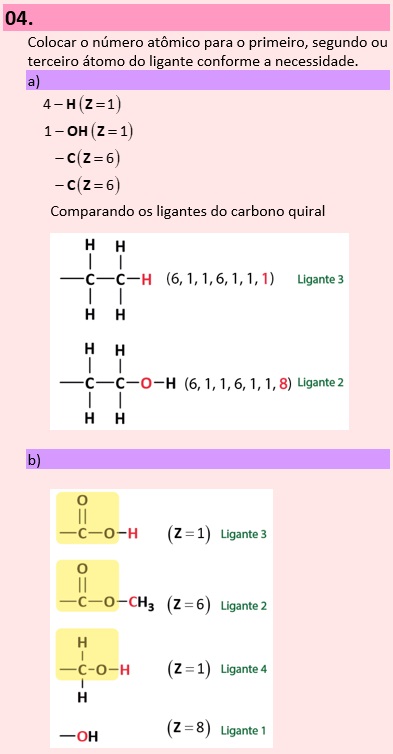 04.
Colocar o número atômico para o primeiro, segundo ou
terceiro átomo do ligante conforme a necessidade.
a)
4 – H (Z = 1)
1 – OH (Z = 1)
– C (Z = 6)
– C (Z = 6)
Comparando os ligantes do carbono quiral
H H
—C—C—H (6, 1, 1, 6, 1, 1, 1) Ligante 3
H H
H H
—C—C—O—H (6, 1, 1, 6, 1, 1, 8) Ligante 2
H H
b)
O
—C—O—H (Z = 1) Ligante 3
O
—C—O—CH₃ (Z = 6) Ligante 2
H
—C-O—H (Z = 1) Ligante 4
H
—OH (Z = 8) Ligante 1